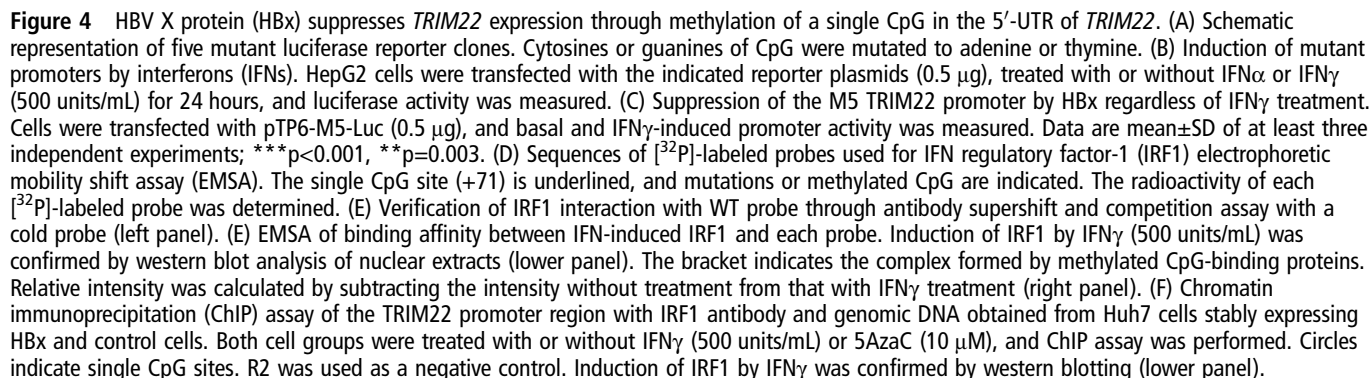 Figure 4 HBV X protein (HBx) suppresses TRIM22 expression through methylation of a single CpG in the 5′-UTR of TRIM22. (A) Schematic
representation of five mutant luciferase reporter clones. Cytosines or guanines of CpG were mutated to adenine or thymine. (B) Induction of mutant
promoters by interferons (IFNs). HepG2 cells were transfected with the indicated reporter plasmids (0.5 μg), treated with or without IFNα or IFNγ
(500 units/mL) for 24 hours, and luciferase activity was measured. (C) Suppression of the M5 TRIM22 promoter by HBx regardless of IFNγ treatment.
Cells were transfected with pTP6-M5-Luc (0.5 μg), and basal and IFNγ-induced promoter activity was measured. Data are mean±SD of at least three
independent experiments; ***p<0.001, **p=0.003. (D) Sequences of [³²P]-labeled probes used for IFN regulatory factor-1 (IRF1) electrophoretic
mobility shift assay (EMSA). The single CpG site (+71) is underlined, and mutations or methylated CpG are indicated. The radioactivity of each
[³²P]-labeled probe was determined. (E) Verification of IRF1 interaction with WT probe through antibody supershift and competition assay with a
cold probe (left panel). (E) EMSA of binding affinity between IFN-induced IRF1 and each probe. Induction of IRF1 by IFNγ (500 units/mL) was
confirmed by western blot analysis of nuclear extracts (lower panel). The bracket indicates the complex formed by methylated CpG-binding proteins.
Relative intensity was calculated by subtracting the intensity without treatment from that with IFNγ treatment (right panel). (F) Chromatin
immunoprecipitation (ChIP) assay of the TRIM22 promoter region with IRF1 antibody and genomic DNA obtained from Huh7 cells stably expressing
HBx and control cells. Both cell groups were treated with or without IFNγ (500 units/mL) or 5AzaC (10 μM), and ChIP assay was performed. Circles
indicate single CpG sites. R2 was used as a negative control. Induction of IRF1 by IFNγ was confirmed by western blotting (lower panel).